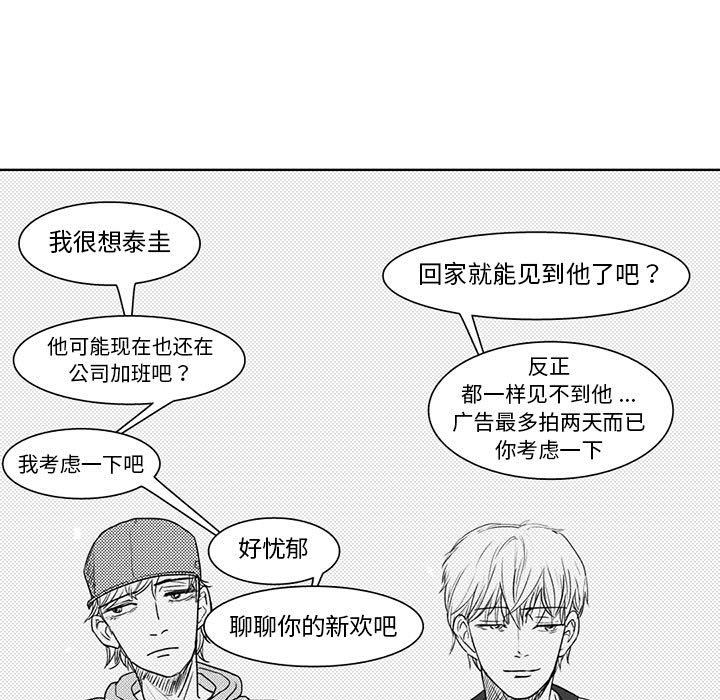 我很想泰圭
回家就能见到他了吧？
他可能现在也还在
公司加班吧？
反正
都一样见不到他...
广告最多拍两天而已
你考虑一下
我考虑一下吧
好忧郁
聊聊你的新欢吧